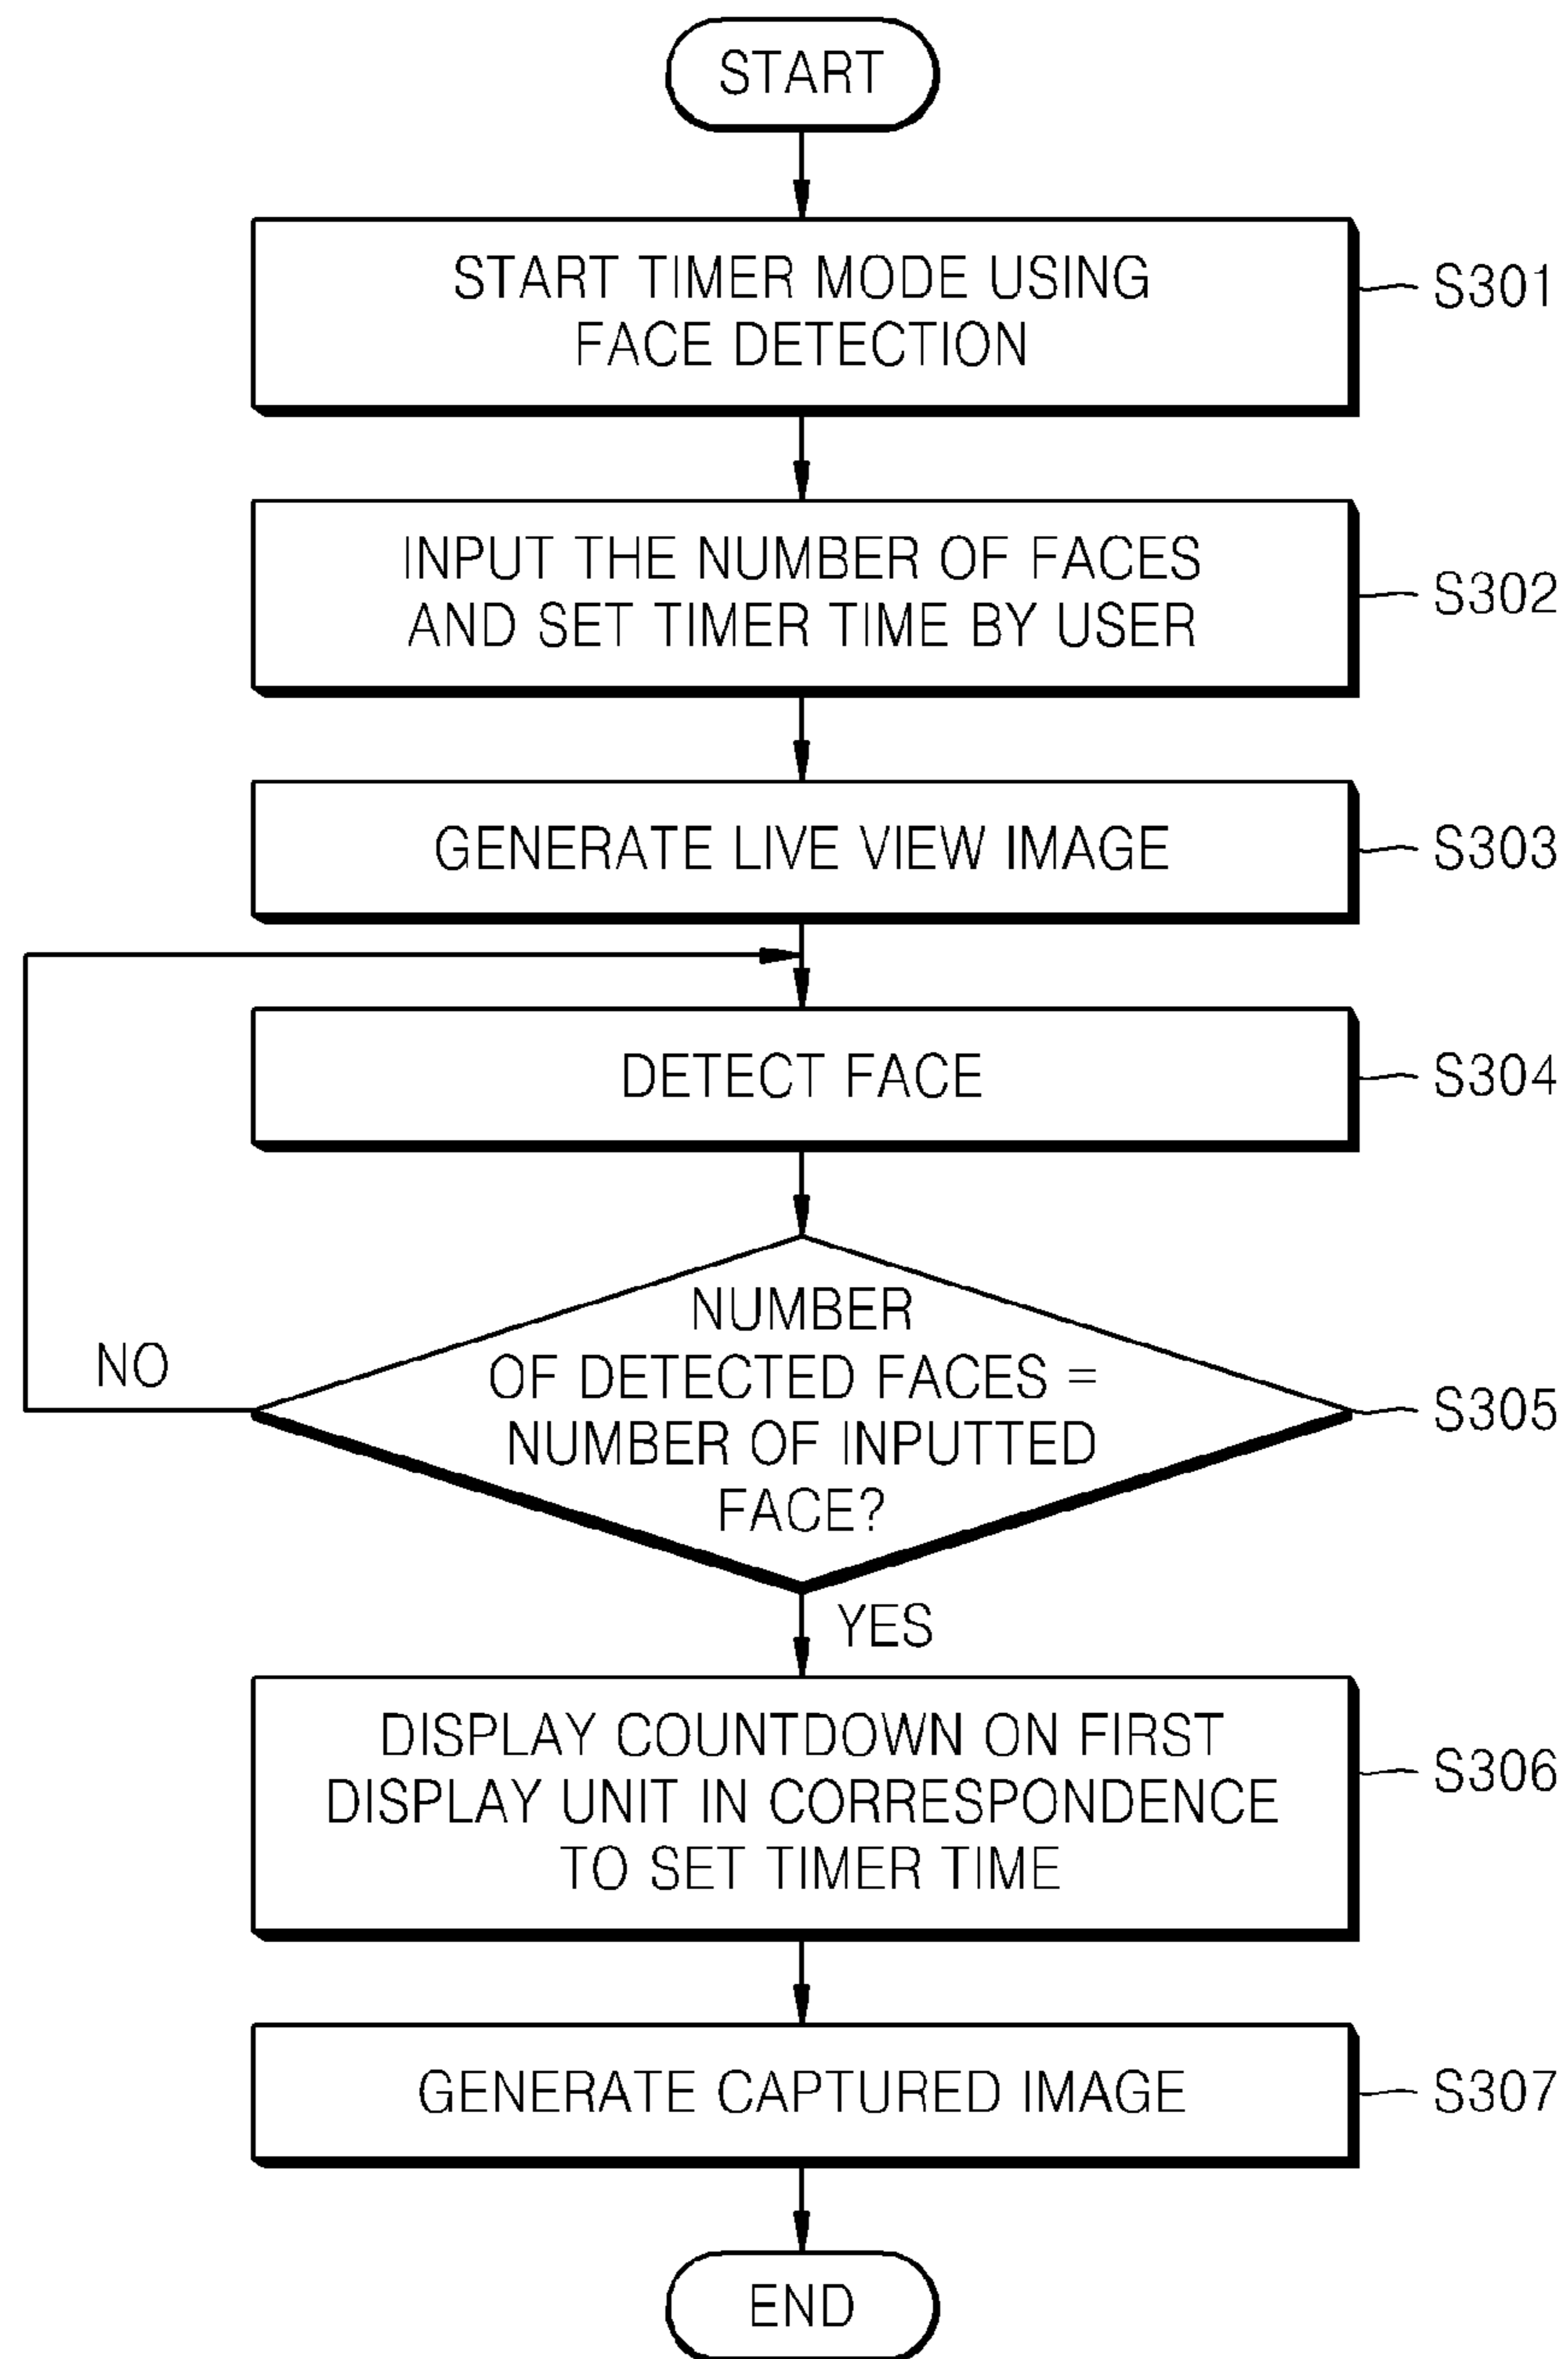 START
START TIMER MODE USING
FACE DETECTION
S301
INPUT THE NUMBER OF FACES
AND SET TIMER TIME BY USER
S302
GENERATE LIVE VIEW IMAGE
S303
DETECT FACE
S304
NUMBER
OF DETECTED FACES =
NUMBER OF INPUTTED
FACE?
S305
NO
YES
DISPLAY COUNTDOWN ON FIRST
DISPLAY UNIT IN CORRESPONDENCE
TO SET TIMER TIME
S306
GENERATE CAPTURED IMAGE
S307
END